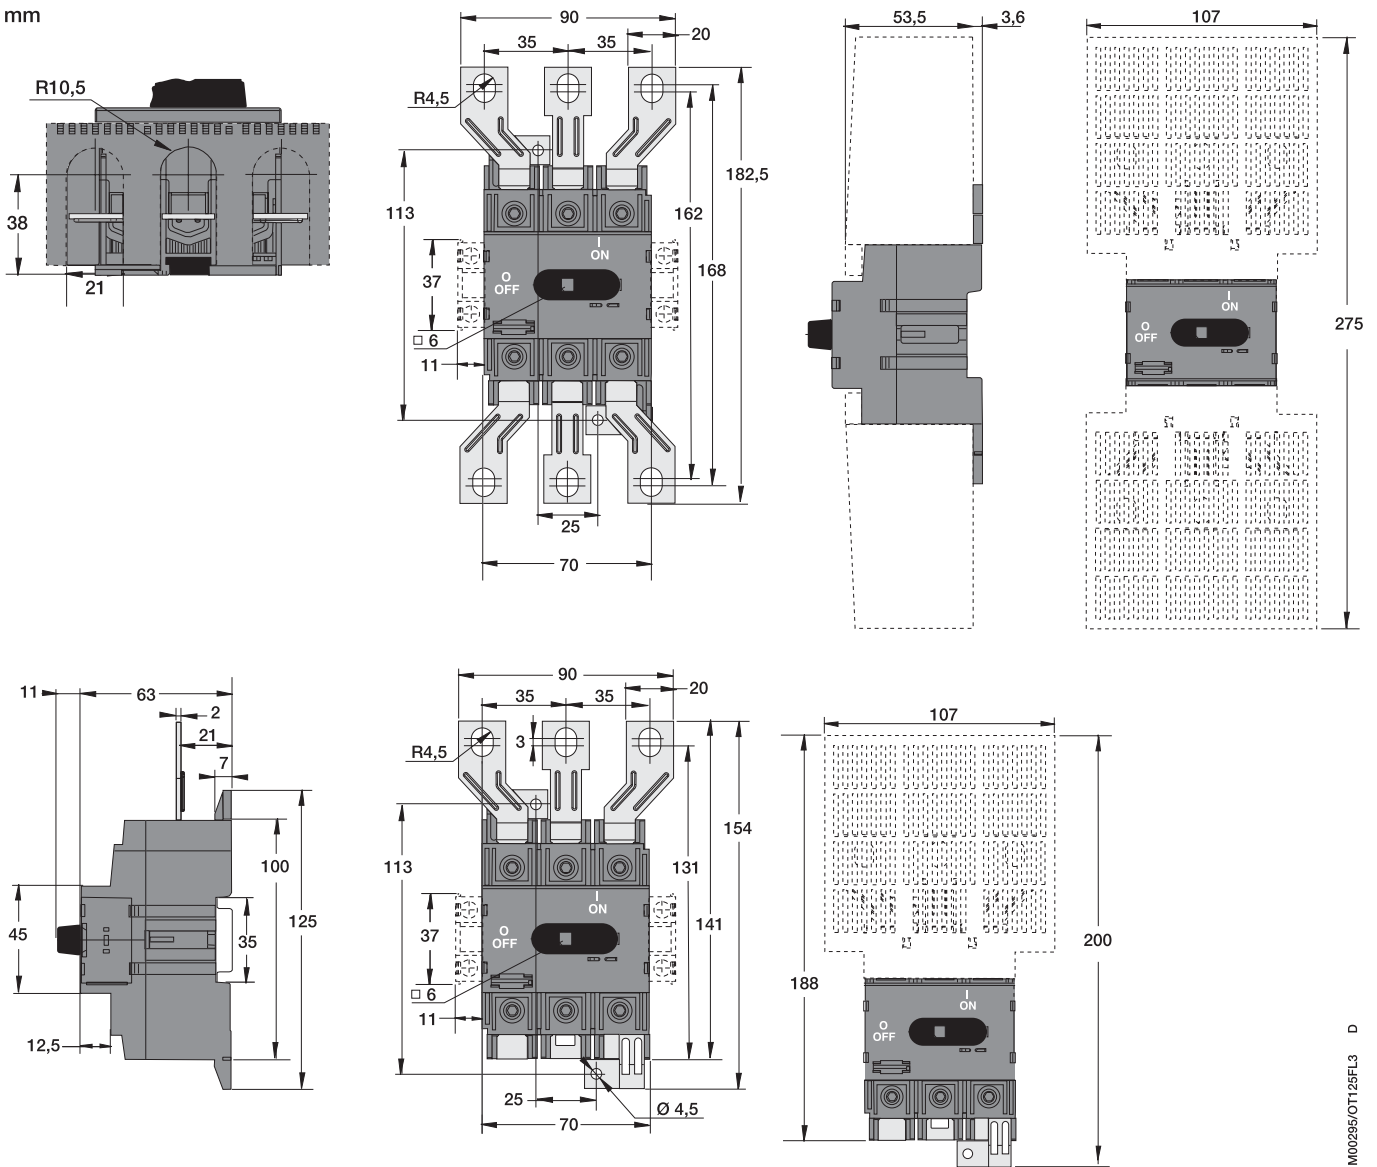 mm
90
53,5
3,6
107
35
35
20
R10,5
R4,5
182,5
113
162
38
168
I
ON
37
O
OFF
21
I
ON
O
OFF
275
□ 6
11
25
70
11
63
2
21
7
90
20
35
35
107
R4,5
3
154
100
113
131
125
I
ON
45
37
O
OFF
35
141
200
188
□ 6
11
I
ON
O
OFF
12,5
25
70
Ø 4,5
M00295/OT125FL3 D